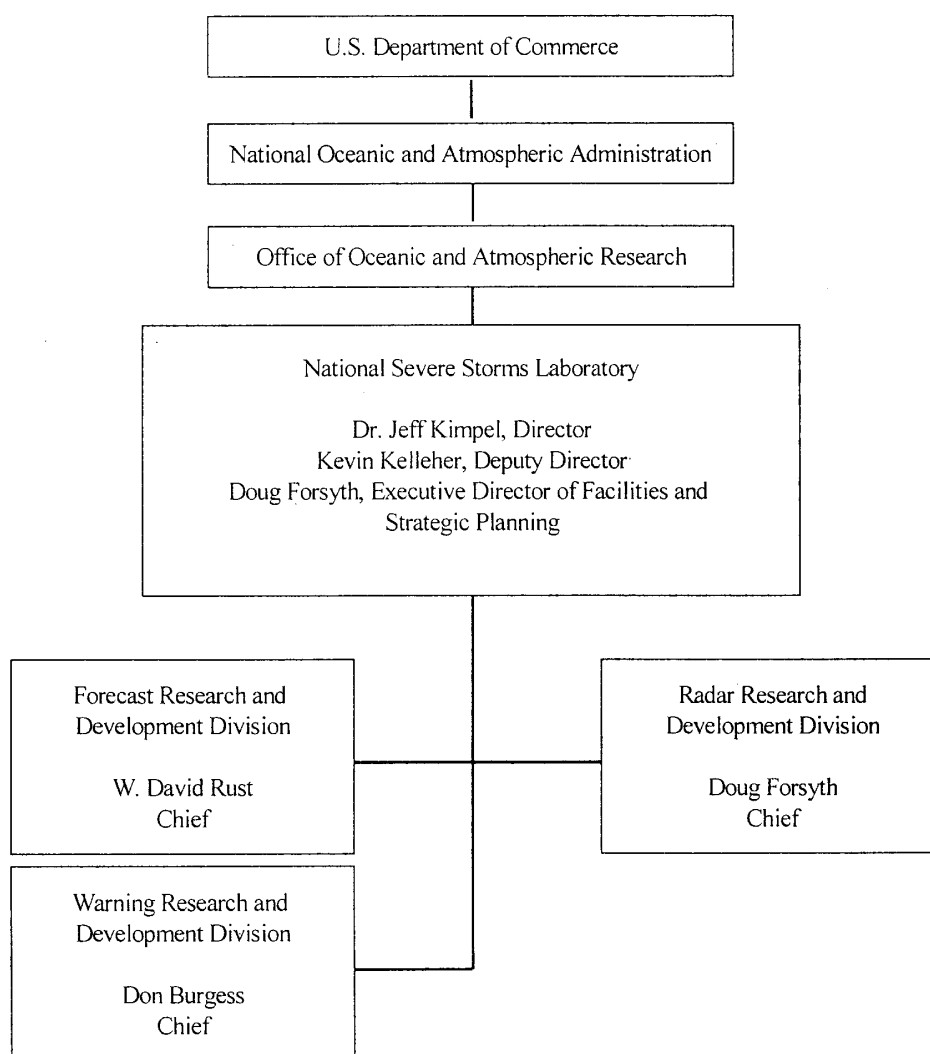 U.S. Department of Commerce
National Oceanic and Atmospheric Administration
Office of Oceanic and Atmospheric Research
National Severe Storms Laboratory
Dr. Jeff Kimpel, Director
Kevin Kelleher, Deputy Director
Doug Forsyth, Executive Director of Facilities and
Strategic Planning
Forecast Research and
Development Division
W. David Rust
Chief
Radar Research and
Development Division
Doug Forsyth
Chief
Warning Research and
Development Division
Don Burgess
Chief